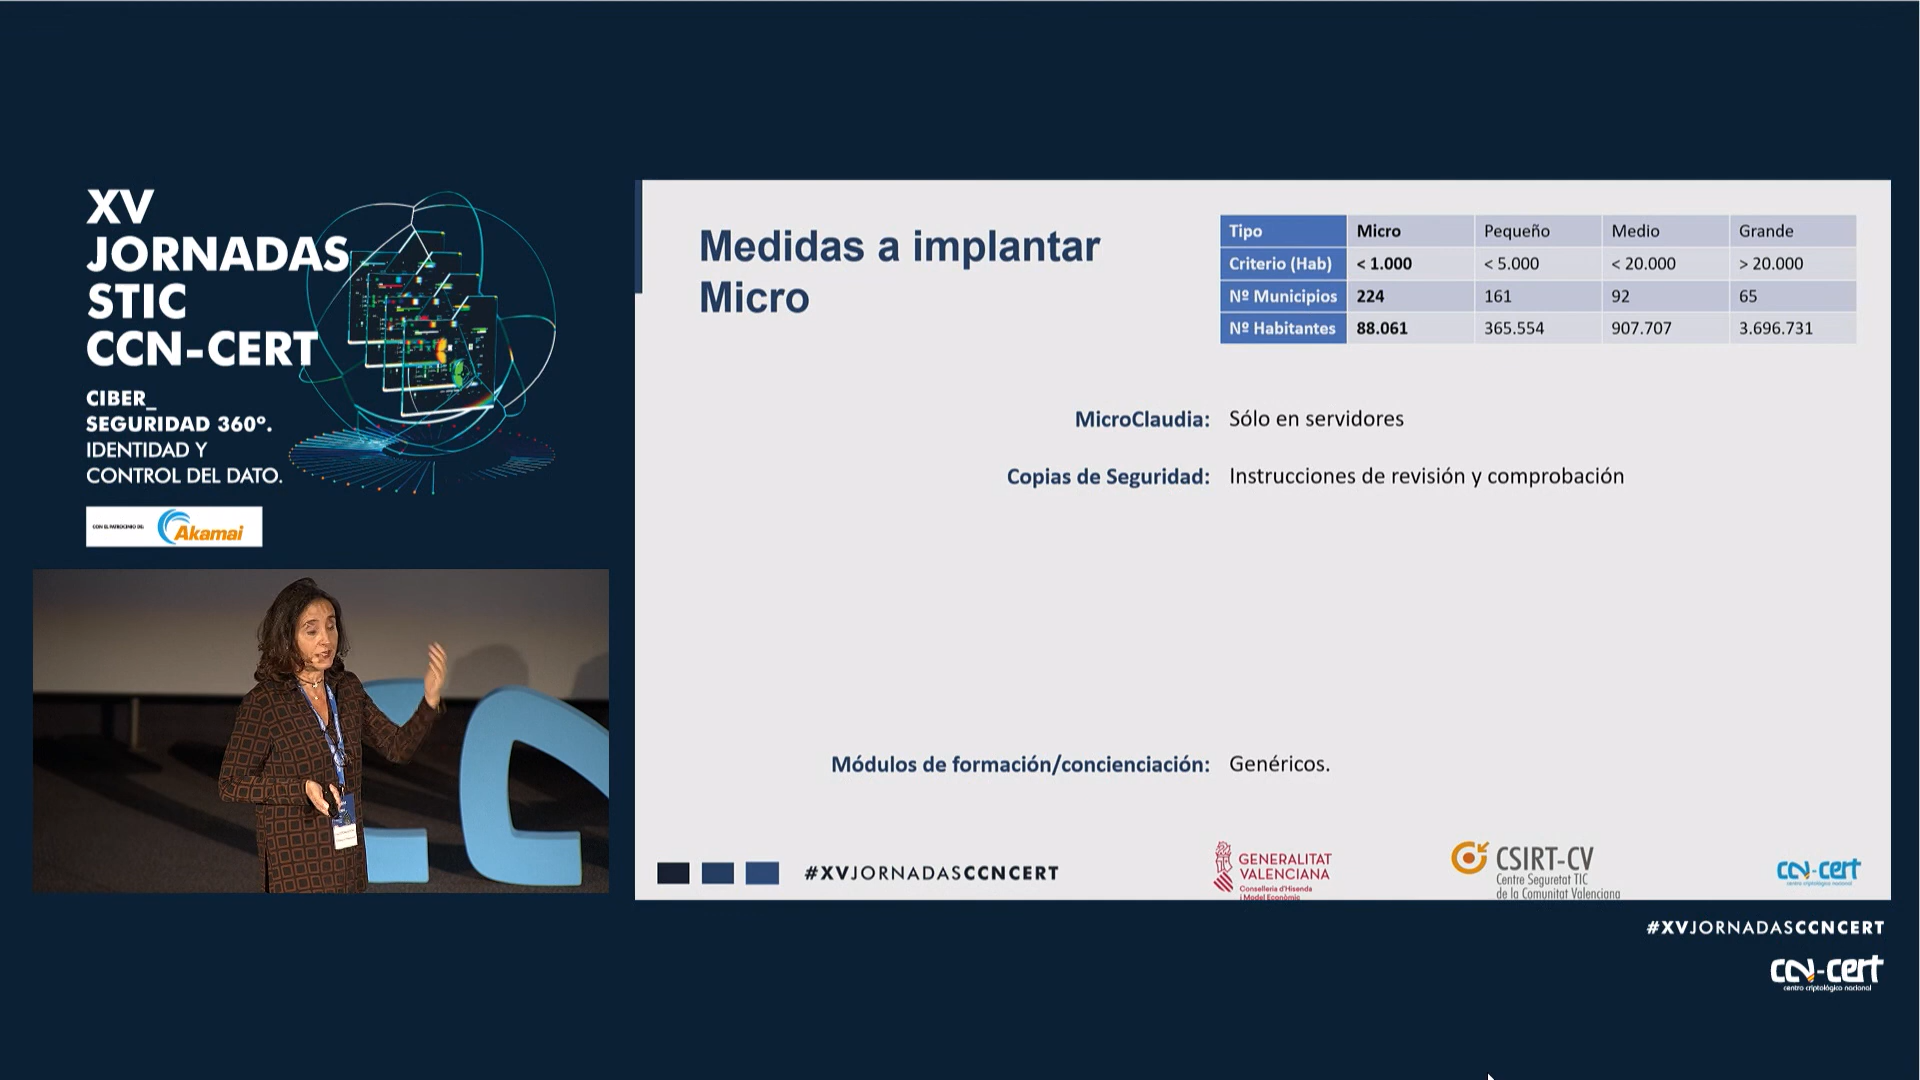 XV
JORNADAS
STIC
CCN-CERT
CIBER_
SEGURIDAD 360º.
IDENTIDAD Y
CONTROL DEL DATO.
CON EL PATROCINIO DE:
Akamai
Medidas a implantar
Micro
Tipo Micro Pequeño Medio Grande
Criterio (Hab) < 1.000 < 5.000 < 20.000 > 20.000
Nº Municipios 224 161 92 65
Nº Habitantes 88.061 365.554 907.707 3.696.731
MicroClaudia: Sólo en servidores
Copias de Seguridad: Instrucciones de revisión y comprobación
Módulos de formación/concienciación: Genéricos.
#XVJORNADASCCNCERT
GENERALITAT
VALENCIANA
Conselleria d'Hisenda
i Model Econòmic
CSIRT-CV
Centre Seguretat TIC
de la Comunitat Valenciana
ccn-cert
centro criptológico nacional
#XVJORNADASCCNCERT
ccn-cert
centro criptológico nacional